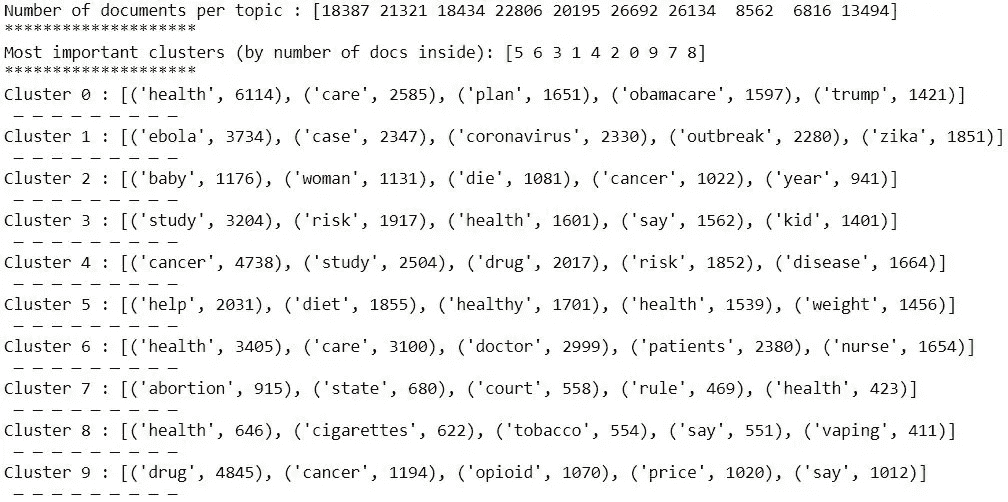 Number of documents per topic : [18387 21321 18434 22806 20195 26692 26134  8562  6816 13494]
********************
Most important clusters (by number of docs inside): [5 6 3 1 4 2 0 9 7 8]
********************
Cluster 0 : [('health', 6114), ('care', 2585), ('plan', 1651), ('obamacare', 1597), ('trump', 1421)]
– – – – – – – – –
Cluster 1 : [('ebola', 3734), ('case', 2347), ('coronavirus', 2330), ('outbreak', 2280), ('zika', 1851)]
– – – – – – – – –
Cluster 2 : [('baby', 1176), ('woman', 1131), ('die', 1081), ('cancer', 1022), ('year', 941)]
– – – – – – – – –
Cluster 3 : [('study', 3204), ('risk', 1917), ('health', 1601), ('say', 1562), ('kid', 1401)]
– – – – – – – – –
Cluster 4 : [('cancer', 4738), ('study', 2504), ('drug', 2017), ('risk', 1852), ('disease', 1664)]
– – – – – – – – –
Cluster 5 : [('help', 2031), ('diet', 1855), ('healthy', 1701), ('health', 1539), ('weight', 1456)]
– – – – – – – – –
Cluster 6 : [('health', 3405), ('care', 3100), ('doctor', 2999), ('patients', 2380), ('nurse', 1654)]
– – – – – – – – –
Cluster 7 : [('abortion', 915), ('state', 680), ('court', 558), ('rule', 469), ('health', 423)]
– – – – – – – – –
Cluster 8 : [('health', 646), ('cigarettes', 622), ('tobacco', 554), ('say', 551), ('vaping', 411)]
– – – – – – – – –
Cluster 9 : [('drug', 4845), ('cancer', 1194), ('opioid', 1070), ('price', 1020), ('say', 1012)]
– – – – – – – – –